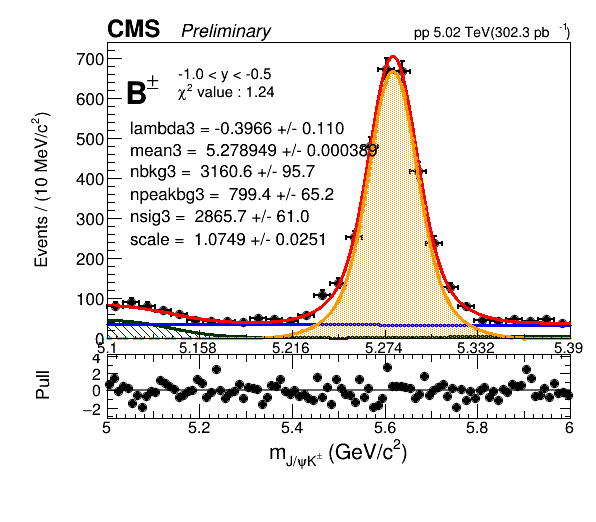 CMS Preliminary pp 5.02 TeV(302.3 pb⁻¹)
B± -1.0 < y < -0.5
χ² value : 1.24
lambda3 = -0.3966 +/- 0.110
mean3 = 5.278949 +/- 0.000389
nbkg3 = 3160.6 +/- 95.7
npeakbg3 = 799.4 +/- 65.2
nsig3 = 2865.7 +/- 61.0
scale = 1.0749 +/- 0.0251
Events / (10 MeV/c²)
700
600
500
400
300
200
100
0
5.1 5.158 5.216 5.274 5.332 5.39
Pull
4
2
0
−2
5 5.2 5.4 5.6 5.8 6
m_J/ψK± (GeV/c²)